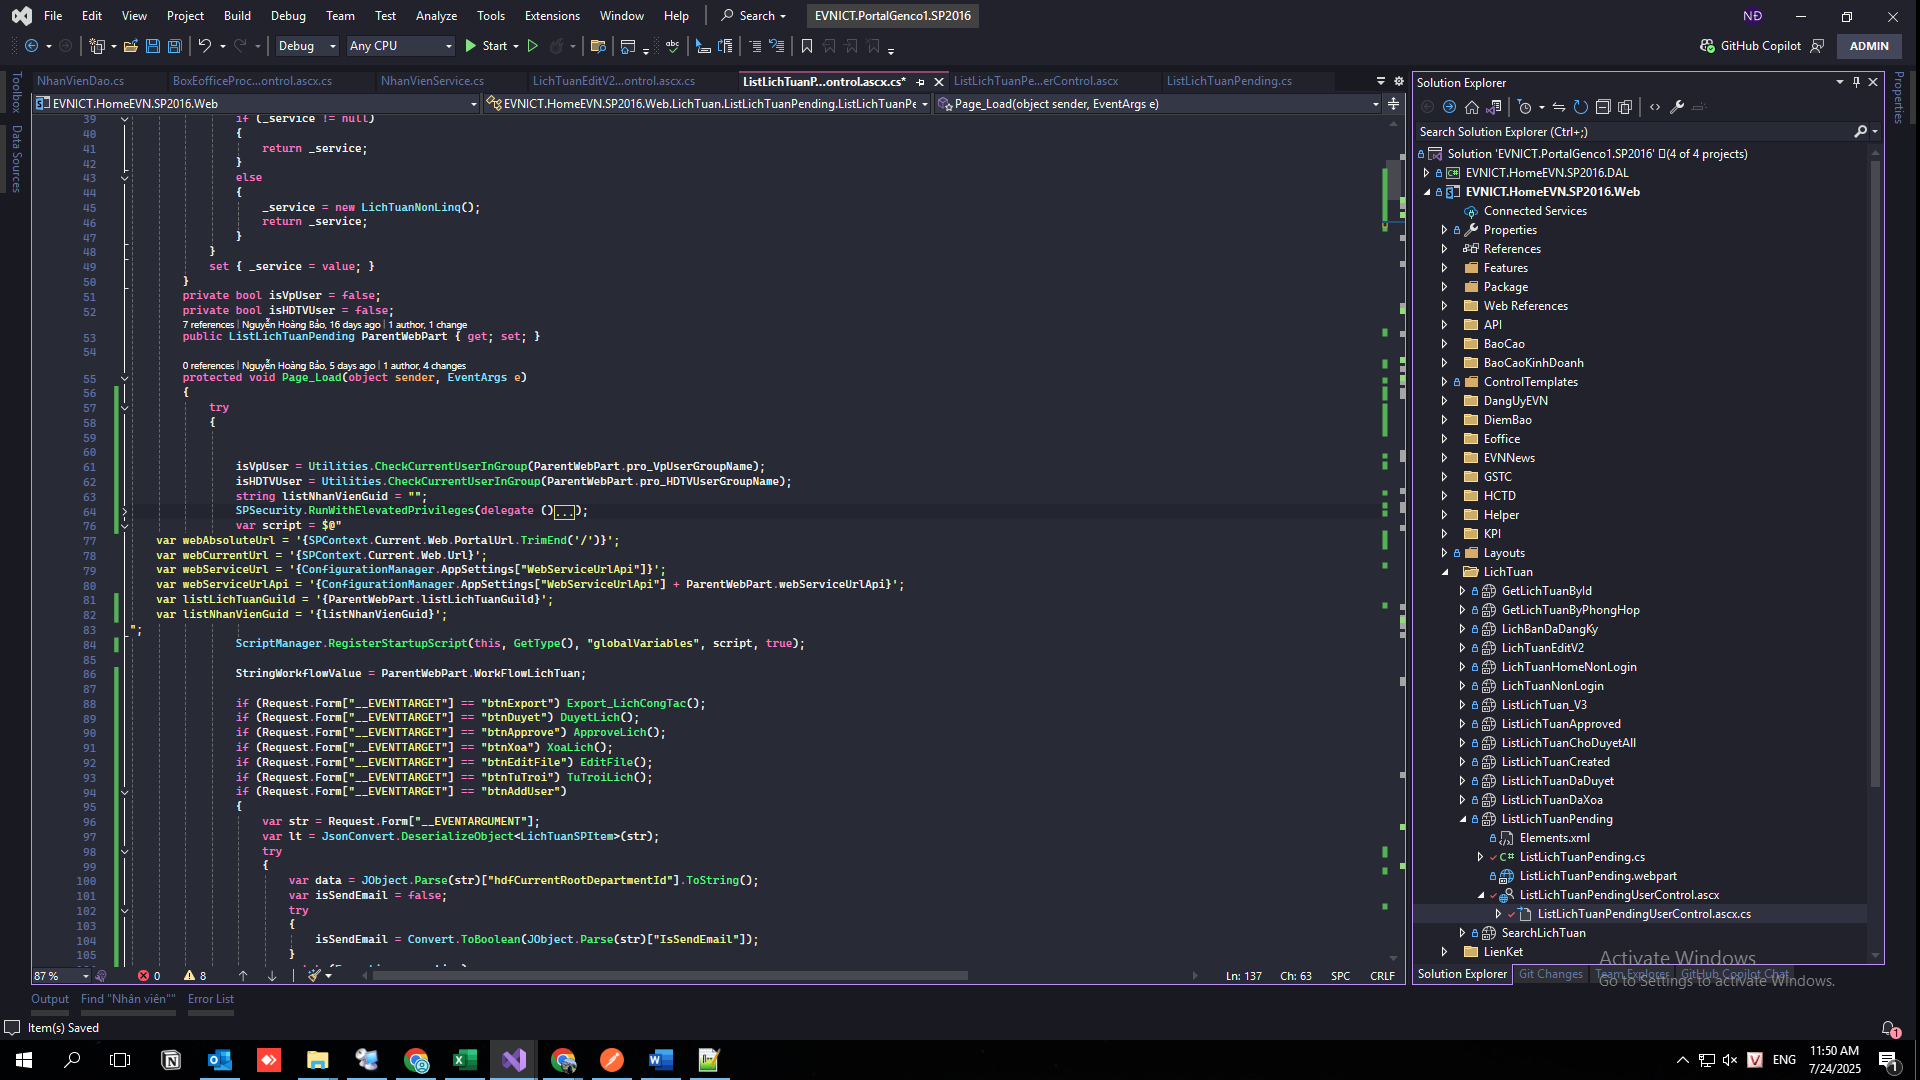 File Edit View Project Build Debug Team Test Analyze Tools Extensions Window Help Search EVNICT.PortalGenco1.SP2016 NĐ
Debug Any CPU Start GitHub Copilot ADMIN
NhanVienDao.cs BoxEofficeProc...ontrol.ascx.cs NhanVienService.cs LichTuanEditV2...ontrol.ascx.cs ListLichTuanP...ontrol.ascx.cs* ListLichTuanPe...erControl.ascx ListLichTuanPending.cs
EVNICT.HomeEVN.SP2016.Web EVNICT.HomeEVN.SP2016.Web.LichTuan.ListLichTuanPending.ListLichTuanPe Page_Load(object sender, EventArgs e)
Toolbox
Data Sources
39 if (_service != null)
40 {
41 return _service;
42 }
43 else
44 {
45 _service = new LichTuanNonLinq();
46 return _service;
47 }
48 }
49 set { _service = value; }
50 }
51 private bool isVpUser = false;
52 private bool isHDTVUser = false;
7 references | Nguyễn Hoàng Bảo, 16 days ago | 1 author, 1 change
53 public ListLichTuanPending ParentWebPart { get; set; }
54
0 references | Nguyễn Hoàng Bảo, 5 days ago | 1 author, 4 changes
55 protected void Page_Load(object sender, EventArgs e)
56 {
57 try
58 {
59
60
61 isVpUser = Utilities.CheckCurrentUserInGroup(ParentWebPart.pro_VpUserGroupName);
62 isHDTVUser = Utilities.CheckCurrentUserInGroup(ParentWebPart.pro_HDTVUserGroupName);
63 string listNhanVienGuid = "";
64 SPSecurity.RunWithElevatedPrivileges(delegate ()...);
76 var script = $@"
77 var webAbsoluteUrl = '{SPContext.Current.Web.PortalUrl.TrimEnd('/')}';
78 var webCurrentUrl = '{SPContext.Current.Web.Url}';
79 var webServiceUrl = '{ConfigurationManager.AppSettings["WebServiceUrlApi"]}';
80 var webServiceUrlApi = '{ConfigurationManager.AppSettings["WebServiceUrlApi"] + ParentWebPart.webServiceUrlApi}';
81 var listLichTuanGuild = '{ParentWebPart.listLichTuanGuild}';
82 var listNhanVienGuid = '{listNhanVienGuid}';
83 ";
84 ScriptManager.RegisterStartupScript(this, GetType(), "globalVariables", script, true);
85
86 StringWorkflowValue = ParentWebPart.WorkFlowLichTuan;
87
88 if (Request.Form["__EVENTTARGET"] == "btnExport") Export_LichCongTac();
89 if (Request.Form["__EVENTTARGET"] == "btnDuyet") DuyetLich();
90 if (Request.Form["__EVENTTARGET"] == "btnApprove") ApproveLich();
91 if (Request.Form["__EVENTTARGET"] == "btnXoa") XoaLich();
92 if (Request.Form["__EVENTTARGET"] == "btnEditFile") EditFile();
93 if (Request.Form["__EVENTTARGET"] == "btnTuTroi") TuTroiLich();
94 if (Request.Form["__EVENTTARGET"] == "btnAddUser")
95 {
96 var str = Request.Form["__EVENTARGUMENT"];
97 var lt = JsonConvert.DeserializeObject<LichTuanSPItem>(str);
98 try
99 {
100 var data = JObject.Parse(str)["hdfCurrentRootDepartmentId"].ToString();
101 var isSendEmail = false;
102 try
103 {
104 isSendEmail = Convert.ToBoolean(JObject.Parse(str)["IsSendEmail"]);
105 }
87 % 0 8 Ln: 137 Ch: 63 SPC CRLF
Output Find "Nhân viên" Error List
Item(s) Saved
Solution Explorer
Search Solution Explorer (Ctrl+;)
Solution 'EVNICT.PortalGenco1.SP2016' (4 of 4 projects)
EVNICT.HomeEVN.SP2016.DAL
EVNICT.HomeEVN.SP2016.Web
Connected Services
Properties
References
Features
Package
Web References
API
BaoCao
BaoCaoKinhDoanh
ControlTemplates
DangUyEVN
DiemBao
Eoffice
EVNNews
GSTC
HCTD
Helper
KPI
Layouts
LichTuan
GetLichTuanById
GetLichTuanByPhongHop
LichBanDaDangKy
LichTuanEditV2
LichTuanHomeNonLogin
LichTuanNonLogin
ListLichTuan_V3
ListLichTuanApproved
ListLichTuanChoDuyetAll
ListLichTuanCreated
ListLichTuanDaDuyet
ListLichTuanDaXoa
ListLichTuanPending
Elements.xml
ListLichTuanPending.cs
ListLichTuanPending.webpart
ListLichTuanPendingUserControl.ascx
ListLichTuanPendingUserControl.ascx.cs
SearchLichTuan
LienKet
Solution Explorer Git Changes Team Explorer GitHub Copilot Chat
Properties
Activate Windows
Go to Settings to activate Windows.
ENG 11:50 AM
7/24/2025